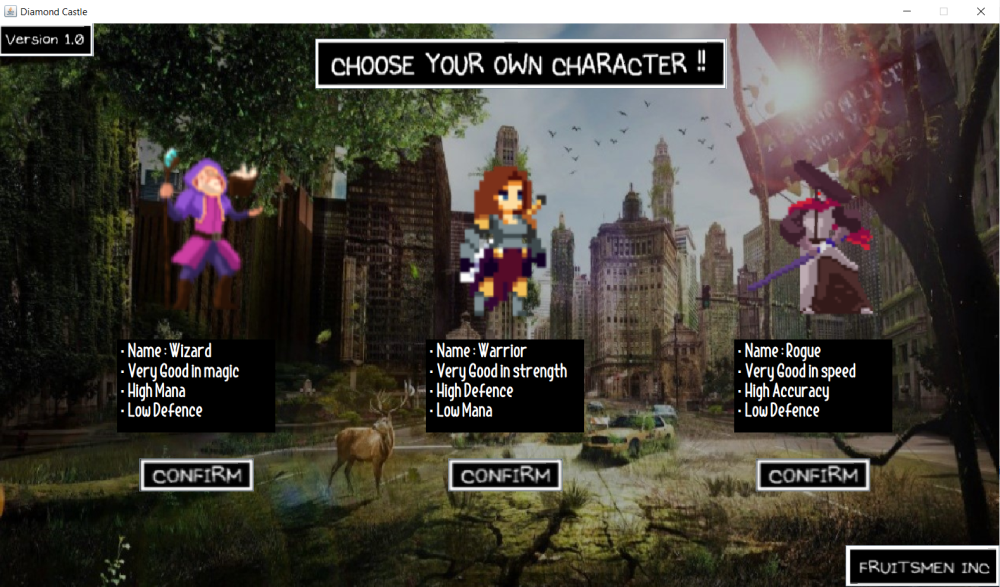 Diamond Castle
Version 1.0
CHOOSE YOUR OWN CHARACTER !!
New York
• Name : Wizard
• Very Good in magic
• High Mana
• Low Defence
• Name : Warrior
• Very Good in strength
• High Defence
• Low Mana
• Name : Rogue
• Very Good in speed
• High Accuracy
• Low Defence
CONFIRM
CONFIRM
CONFIRM
FRUITSMEN INC